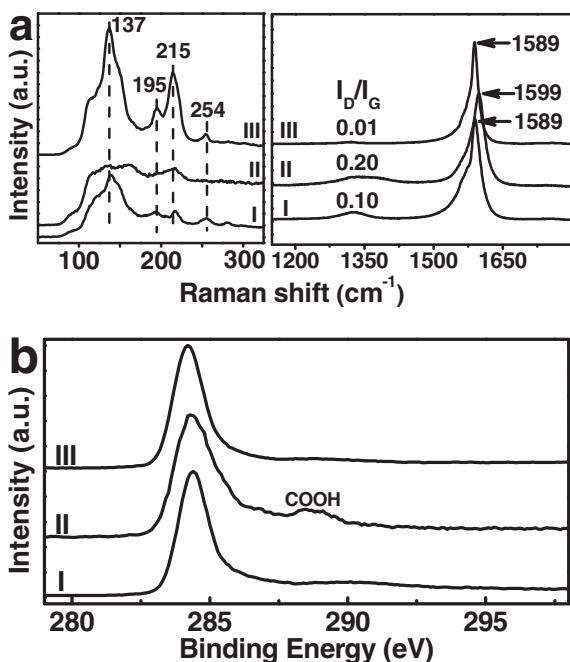 a
Intensity (a.u.)
137
215
195
254
III
II
I
100 200 300
I_D/I_G
1589
1599
1589
III 0.01
II 0.20
I 0.10
1200 1350 1500 1650
Raman shift (cm⁻¹)
b
Intensity (a.u.)
III
II
COOH
I
280 285 290 295
Binding Energy (eV)